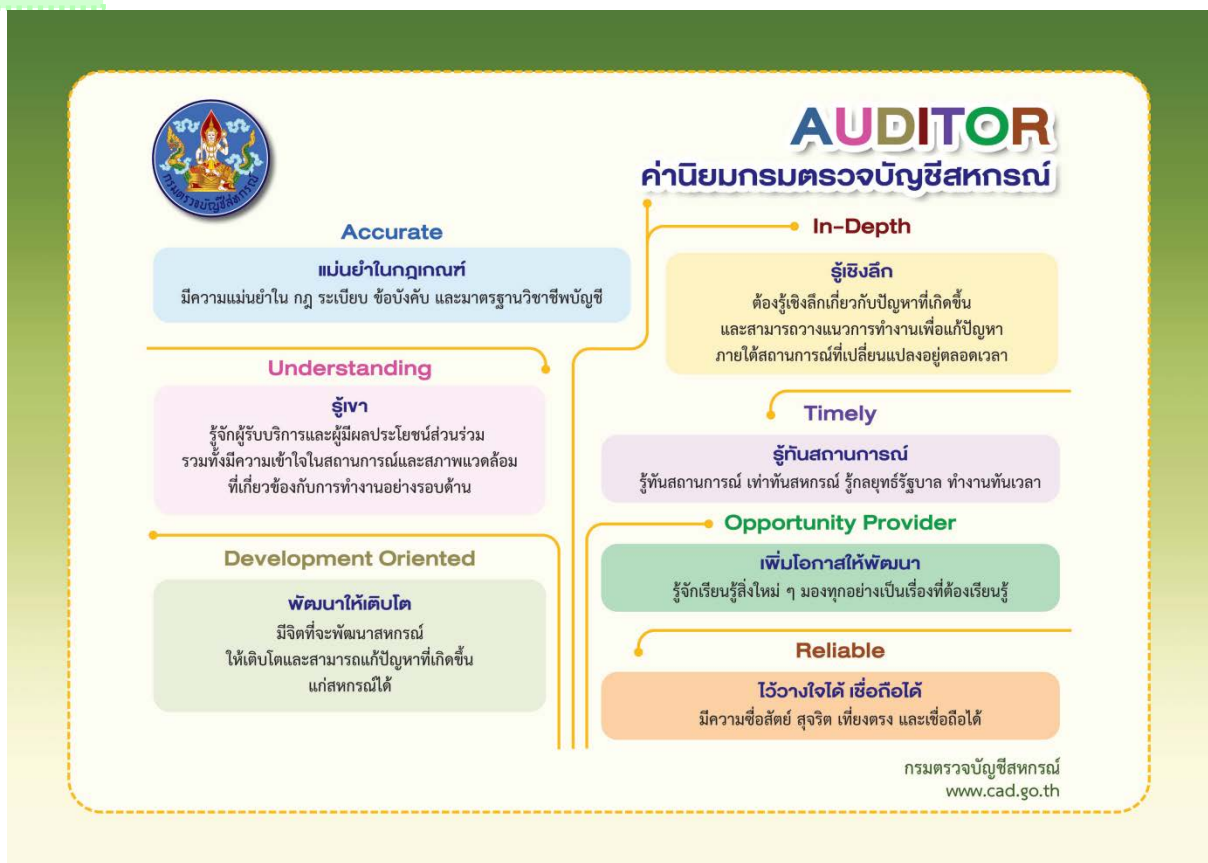 กรมตรวจบัญชีสหกรณ์
AUDITOR
ค่านิยมกรมตรวจบัญชีสหกรณ์
Accurate
แม่นยำในกฎเกณฑ์
มีความแม่นยำใน กฎ ระเบียบ ข้อบังคับ และมาตรฐานวิชาชีพบัญชี
Understanding
รู้เขา
รู้จักผู้รับบริการและผู้มีผลประโยชน์ส่วนร่วม
รวมทั้งมีความเข้าใจในสถานการณ์และสภาพแวดล้อม
ที่เกี่ยวข้องกับการทำงานอย่างรอบด้าน
Development Oriented
พัฒนาให้เติบโต
มีจิตที่จะพัฒนาสหกรณ์
ให้เติบโตและสามารถแก้ปัญหาที่เกิดขึ้น
แก่สหกรณ์ได้
In-Depth
รู้เชิงลึก
ต้องรู้เชิงลึกเกี่ยวกับปัญหาที่เกิดขึ้น
และสามารถวางแนวการทำงานเพื่อแก้ปัญหา
ภายใต้สถานการณ์ที่เปลี่ยนแปลงอยู่ตลอดเวลา
Timely
รู้ทันสถานการณ์
รู้ทันสถานการณ์ เท่าทันสหกรณ์ รู้กลยุทธ์รัฐบาล ทำงานทันเวลา
Opportunity Provider
เพิ่มโอกาสให้พัฒนา
รู้จักเรียนรู้สิ่งใหม่ ๆ มองทุกอย่างเป็นเรื่องที่ต้องเรียนรู้
Reliable
ไว้วางใจได้ เชื่อถือได้
มีความซื่อสัตย์ สุจริต เที่ยงตรง และเชื่อถือได้
กรมตรวจบัญชีสหกรณ์
www.cad.go.th